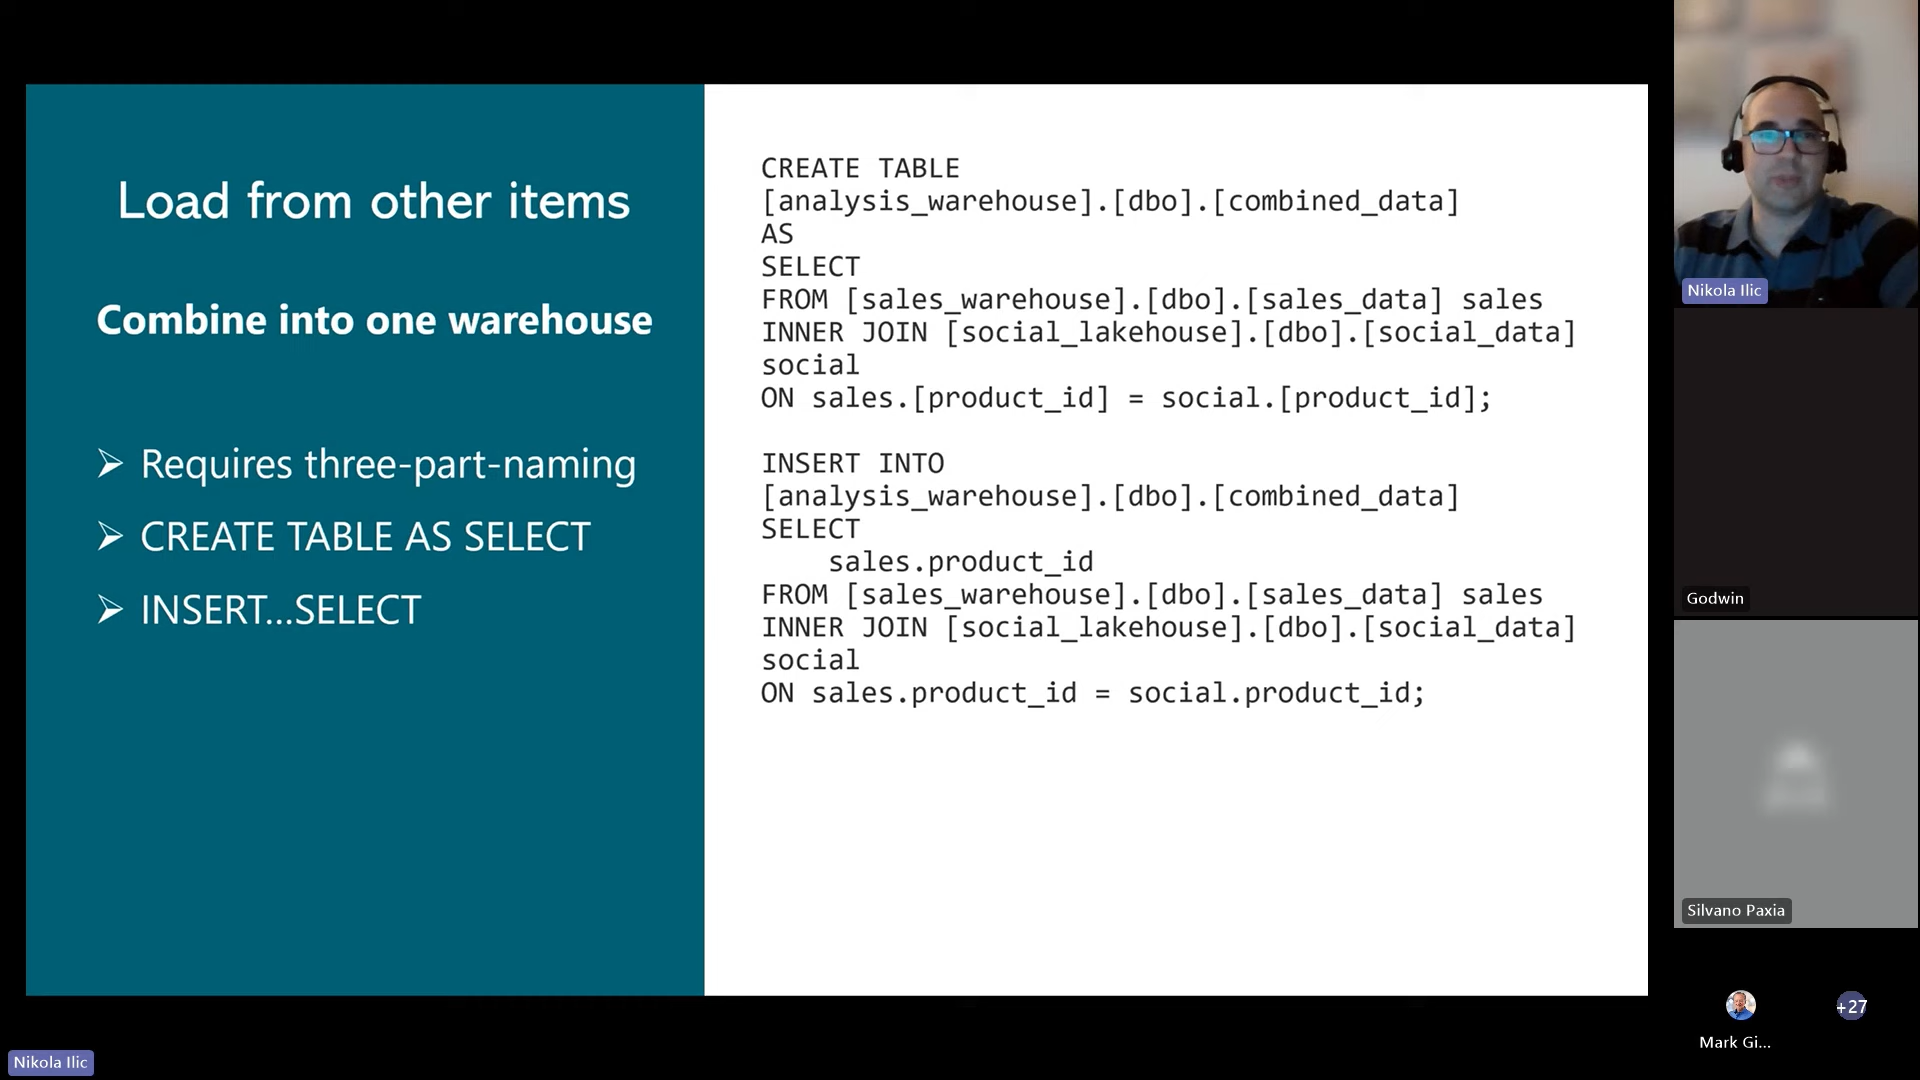 Load from other items
Combine into one warehouse
➢ Requires three-part-naming
➢ CREATE TABLE AS SELECT
➢ INSERT...SELECT
CREATE TABLE
[analysis_warehouse].[dbo].[combined_data]
AS
SELECT
FROM [sales_warehouse].[dbo].[sales_data] sales
INNER JOIN [social_lakehouse].[dbo].[social_data]
social
ON sales.[product_id] = social.[product_id];
INSERT INTO
[analysis_warehouse].[dbo].[combined_data]
SELECT
sales.product_id
FROM [sales_warehouse].[dbo].[sales_data] sales
INNER JOIN [social_lakehouse].[dbo].[social_data]
social
ON sales.product_id = social.product_id;
Nikola Ilic
Godwin
Silvano Paxia
Mark Gi...
+27
Nikola Ilic